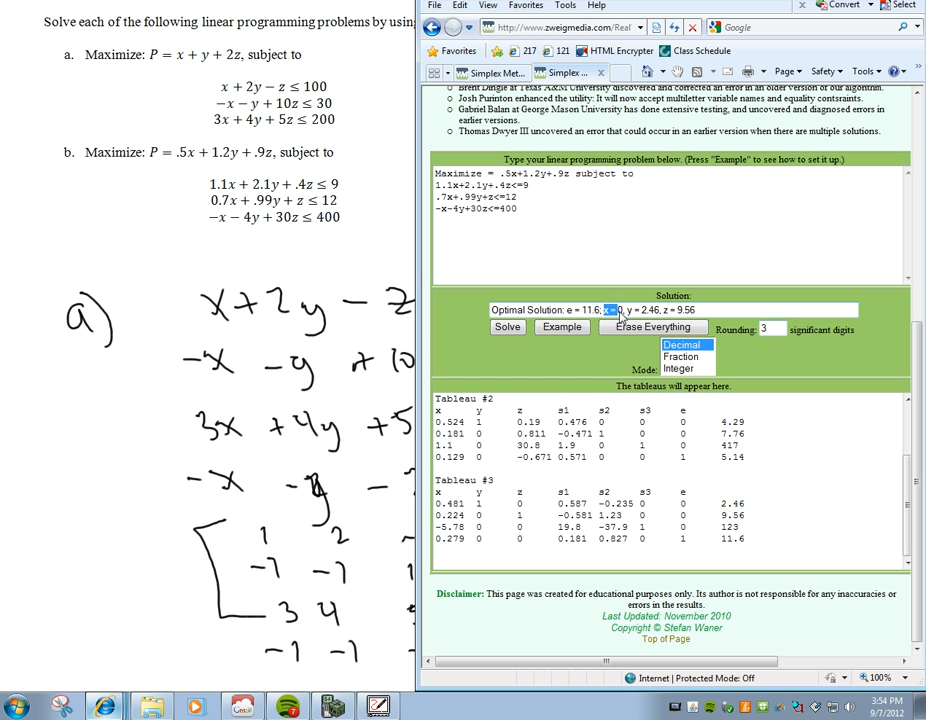 Solve each of the following linear programming problems by usin
a. Maximize: P = x + y + 2z, subject to
x + 2y − z ≤ 100
−x − y + 10z ≤ 30
3x + 4y + 5z ≤ 200
b. Maximize: P = .5x + 1.2y + .9z, subject to
1.1x + 2.1y + .4z ≤ 9
0.7x + .99y + z ≤ 12
−x − 4y + 30z ≤ 400
a) x + 2y − z
−x − y + 10
3x + 4y + 5
−x − y −
1 2 −
−1 −1 1
3 4
−1 −1 −
File Edit View Favorites Tools Help x Convert Select
http://www.zweigmedia.com/Real Google
Favorites 217 121 HTML Encrypter Class Schedule
Simplex Met... Simplex ... x Page Safety Tools
Brent Dingle at Texas A&M University discovered and corrected an error in an older version of our algorithm.
Josh Purinton enhanced the utility: It will now accept multiletter variable names and equality contsraints.
Gabriel Balan at George Mason University has done extensive testing, and uncovered and diagnosed errors in
earlier versions.
Thomas Dwyer III uncovered an error that could occur in an earlier version when there are multiple solutions.
Type your linear programming problem below. (Press "Example" to see how to set it up.)
Maximize = .5x+1.2y+.9z subject to
1.1x+2.1y+.4z<=9
.7x+.99y+z<=12
-x-4y+30z<=400
Solution:
Optimal Solution: e = 11.6; x = 0, y = 2.46, z = 9.56
Solve Example Erase Everything Rounding: 3 significant digits
Decimal
Fraction
Mode: Integer
The tableaus will appear here.
Tableau #2
x y z s1 s2 s3 e
0.524 1 0.19 0.476 0 0 0 4.29
0.181 0 0.811 -0.471 1 0 0 7.76
1.1 0 30.8 1.9 0 1 0 417
0.129 0 -0.671 0.571 0 0 1 5.14
Tableau #3
x y z s1 s2 s3 e
0.481 1 0 0.587 -0.235 0 0 2.46
0.224 0 1 -0.581 1.23 0 0 9.56
-5.78 0 0 19.8 -37.9 1 0 123
0.279 0 0 0.181 0.827 0 1 11.6
Disclaimer: This page was created for educational purposes only. Its author is not responsible for any inaccuracies or
errors in the results.
Last Updated: November 2010
Copyright © Stefan Waner
Top of Page
Internet | Protected Mode: Off 100%
3:54 PM
9/7/2012